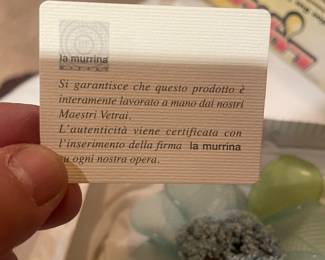 la murrina
Si garantisce che questo prodotto è
interamente lavorato a mano dai nostri
Maestri Vetrai.
L'autenticità viene certificata con
l'inserimento della firma la murrina
su ogni nostra opera.